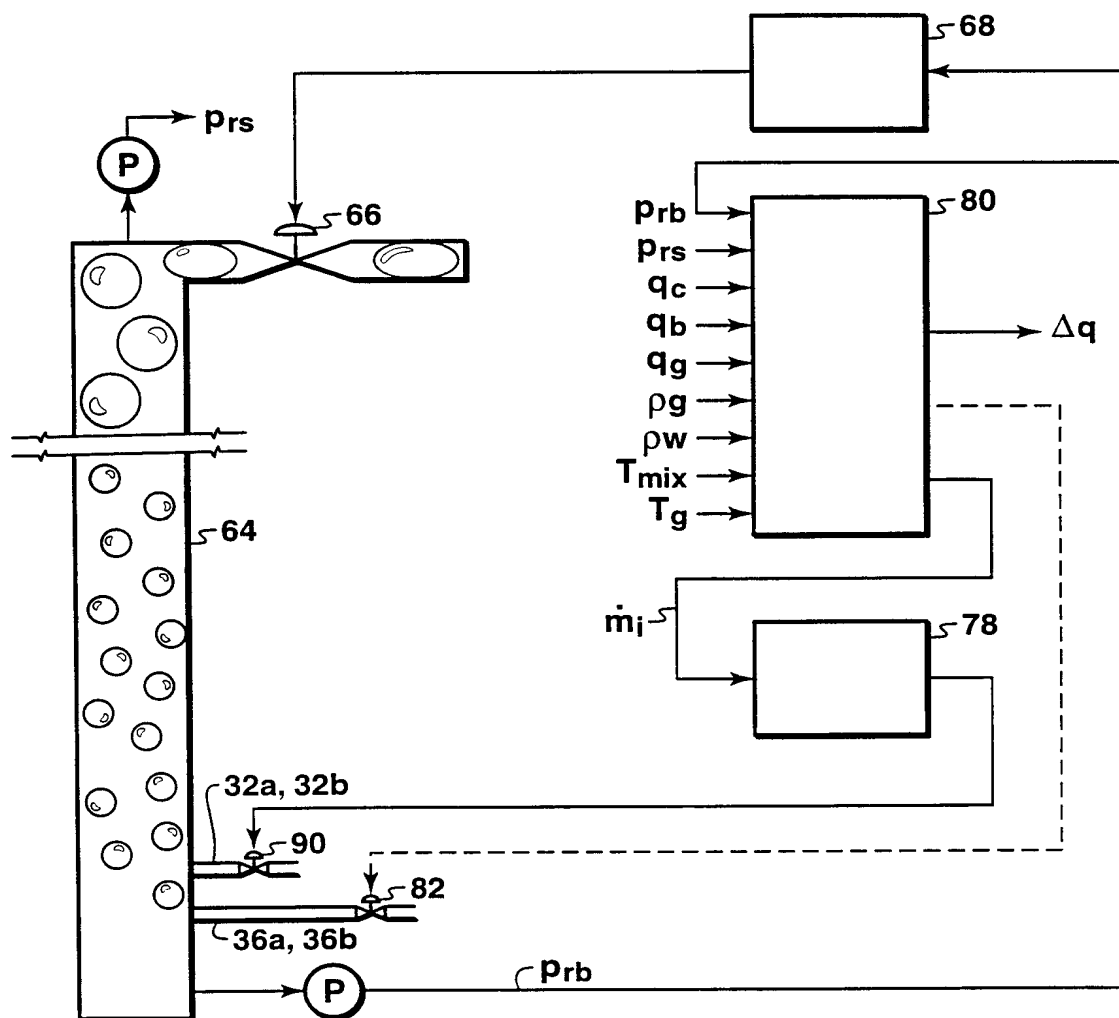 68
prs
P
66
80
prb
prs
qc
qb
qg
ρg
ρw
Tmix
Tg
Δq
64
ṁi
78
32a, 32b
90
82
36a, 36b
P
prb